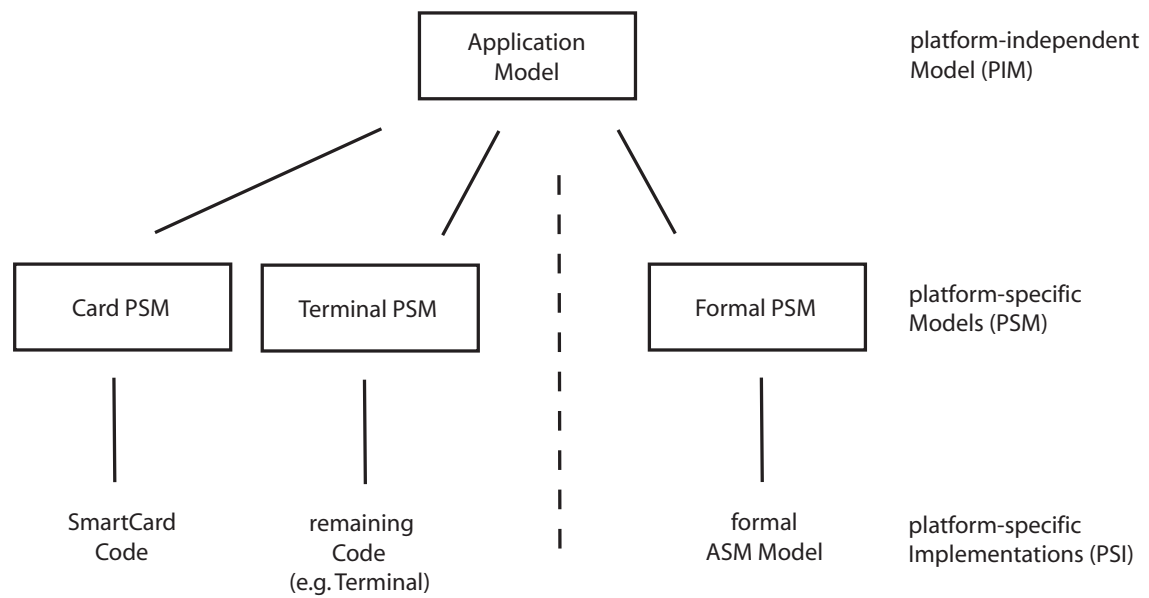 Application
Model
platform-independent
Model (PIM)
Card PSM
Terminal PSM
Formal PSM
platform-specific
Models (PSM)
SmartCard
Code
remaining
Code
(e.g. Terminal)
formal
ASM Model
platform-specific
Implementations (PSI)